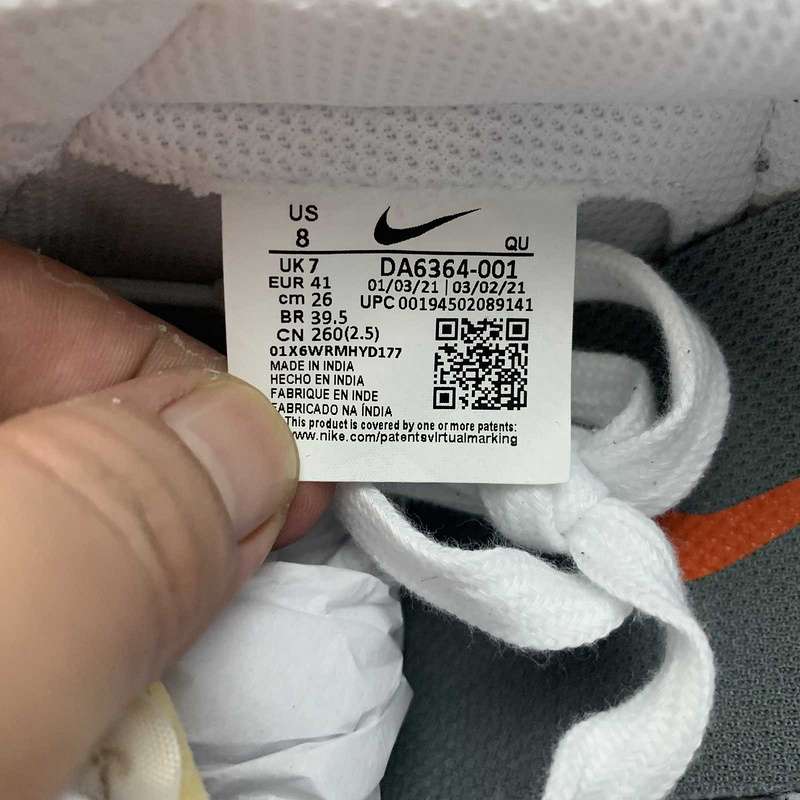 US
8
QU
UK 7
DA6364-001
EUR 41
01/03/21 | 03/02/21
cm 26
UPC 00194502089141
BR 39.5
CN 260(2.5)
01X6WRMHYD177
MADE IN INDIA
HECHO EN INDIA
FABRIQUE EN INDE
FABRICADO NA ÍNDIA
This product is covered by one or more patents:
www.nike.com/patentsvirtualmarking